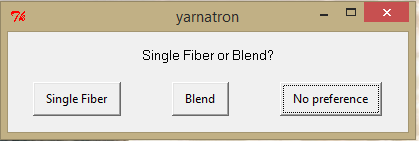 yarnatron
Single Fiber or Blend?
Single Fiber Blend No preference